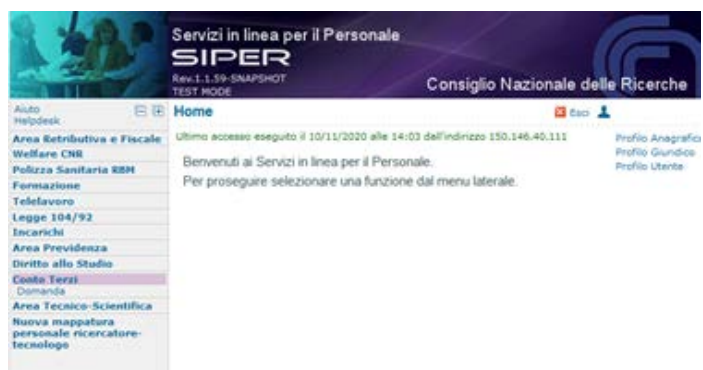 Servizi in linea per il Personale
SIPER
Rev.1.1.59-SNAPSHOT
TEST MODE
Consiglio Nazionale delle Ricerche
Aiuto
Helpdesk
Home
Esci
Ultimo accesso eseguito il 10/11/2020 alle 14:03 dall'indirizzo 150.146.40.111
Benvenuti ai Servizi in linea per il Personale.
Per proseguire selezionare una funzione dal menu laterale.
Profilo Anagrafico
Profilo Giuridico
Profilo Utente
Area Retributiva e Fiscale
Welfare CNR
Polizza Sanitaria RBM
Formazione
Telelavoro
Legge 104/92
Incarichi
Area Previdenza
Diritto allo Studio
Conto Terzi
Domanda
Area Tecnico-Scientifica
Nuova mappatura
personale ricercatore-
tecnologo